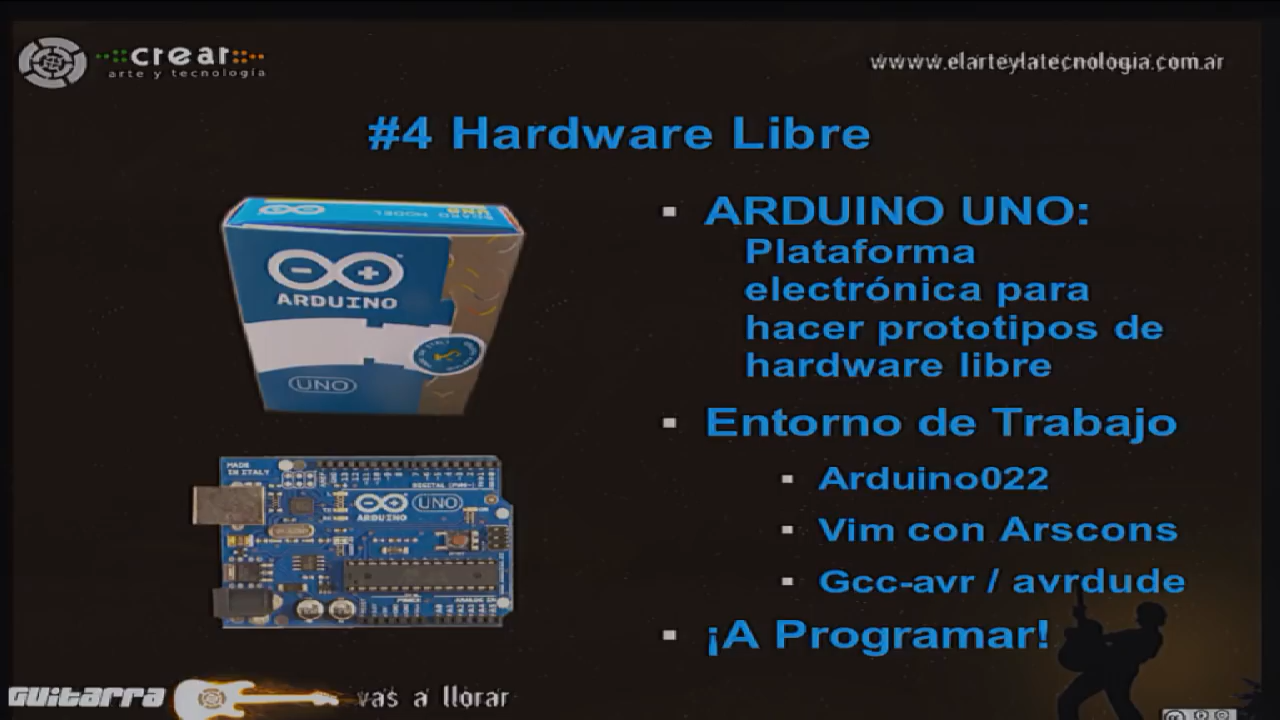 crear
arte y tecnología
www.elarteylatecnologia.com.ar
#4 Hardware Libre
ARDUINO
UNO
MADE
IN ITALY
ARDUINO
UNO
ARDUINO UNO:
Plataforma
electrónica para
hacer prototipos de
hardware libre
Entorno de Trabajo
Arduino022
Vim con Arscons
Gcc-avr / avrdude
¡A Programar!
GUITARRA
vas a llorar